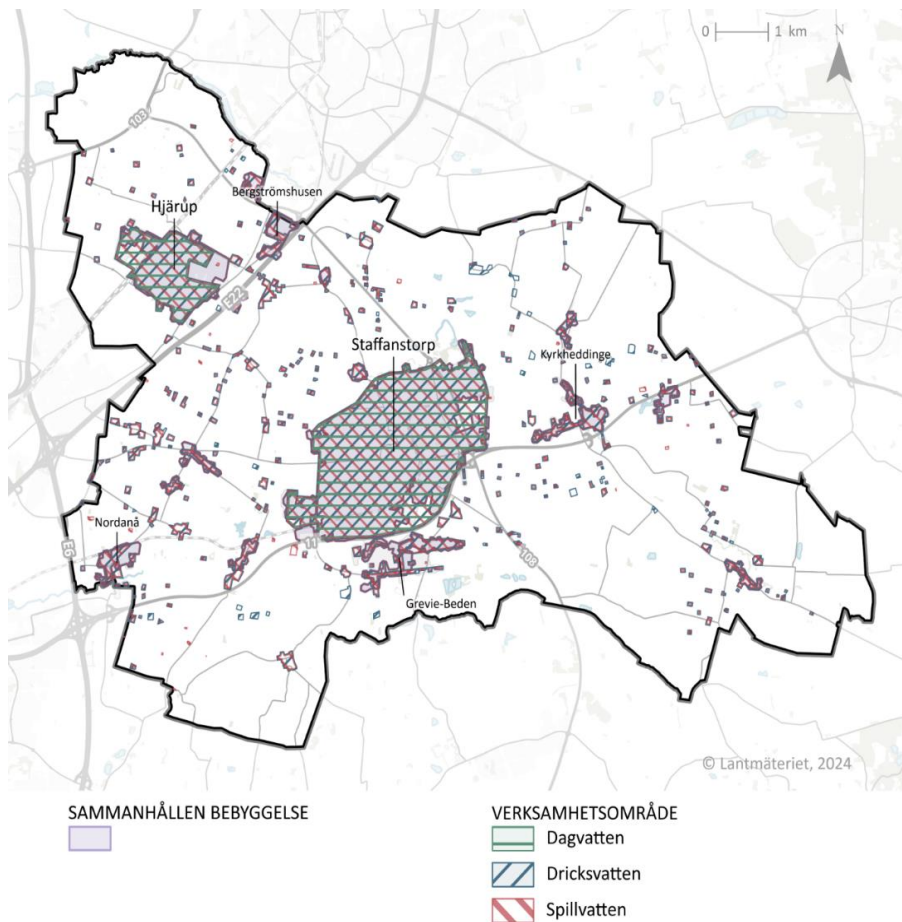 0 1 km N
103
Bergströmshusen
Hjärup
E22
Staffanstorp
Kyrkheddinge
Nordanå
E6
11
108
Grevie-Beden
© Lantmäteriet, 2024
SAMMANHÅLLEN BEBYGGELSE
VERKSAMHETSOMRÅDE
Dagvatten
Dricksvatten
Spillvatten